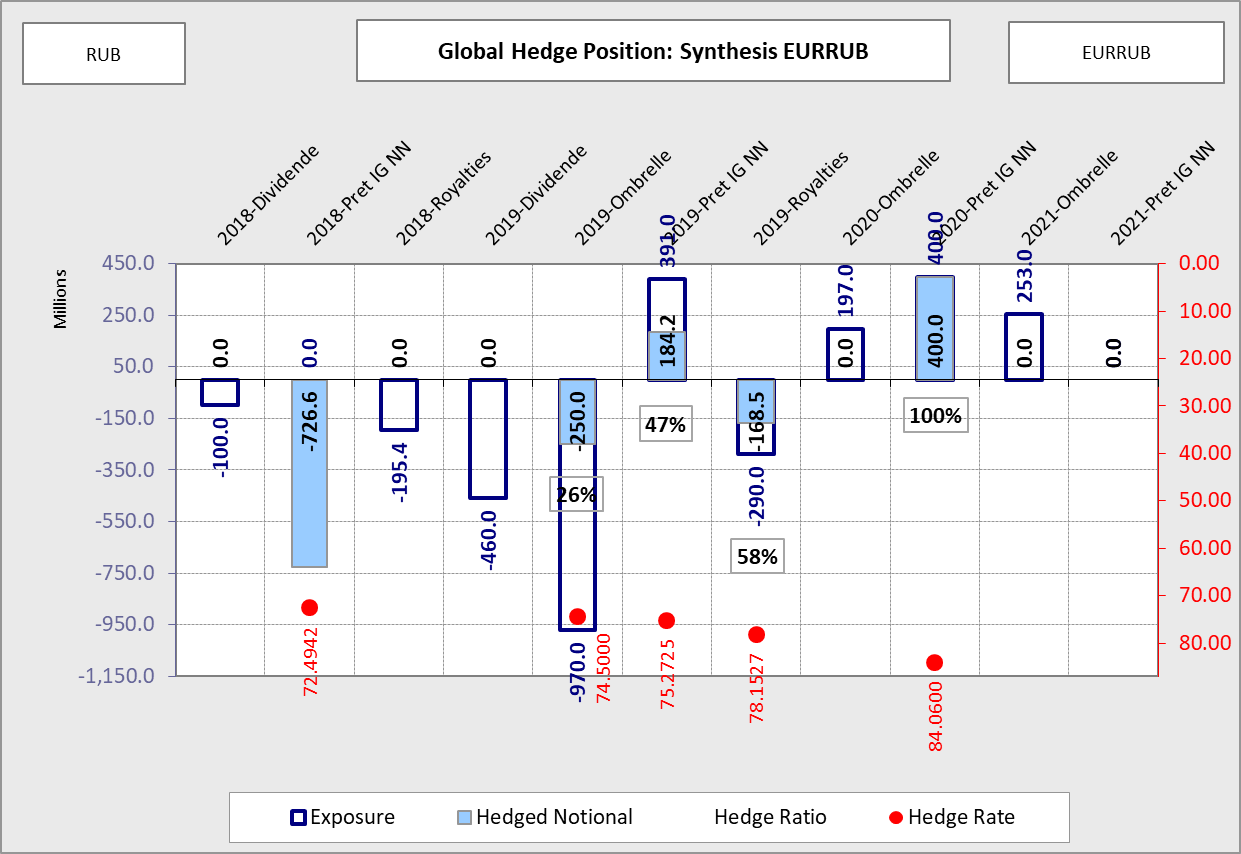 RUB
Global Hedge Position: Synthesis EURRUB
EURRUB
2018-Dividende
2018-Pret IG NN
2018-Royalties
2019-Dividende
2019-Ombrelle
2019-Pret IG NN
2019-Royalties
2020-Ombrelle
2020-Pret IG NN
2021-Ombrelle
2021-Pret IG NN
Millions
450.0
250.0
50.0
-150.0
-350.0
-550.0
-750.0
-950.0
-1,150.0
0.00
10.00
20.00
30.00
40.00
50.00
60.00
70.00
80.00
0.0
-100.0
0.0
-726.6
72.4942
0.0
-195.4
0.0
-460.0
-250.0
26%
-970.0
74.5000
391.0
184.2
47%
75.2725
-168.5
-290.0
58%
78.1527
197.0
0.0
400.0
400.0
100%
84.0600
253.0
0.0
0.0
Exposure
Hedged Notional
Hedge Ratio
Hedge Rate